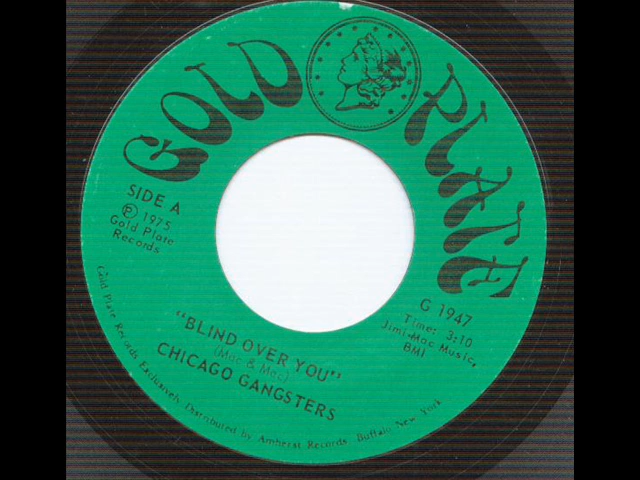 GOLD PLATE
SIDE A
℗ 1975
Gold Plate
Records
G 1947
Time: 3:10
Jimi-Mac Music,
BMI
"BLIND OVER YOU"
(Mac & Mac)
CHICAGO GANGSTERS
Gold Plate Records Exclusively Distributed by Amherst Records, Buffalo, New York